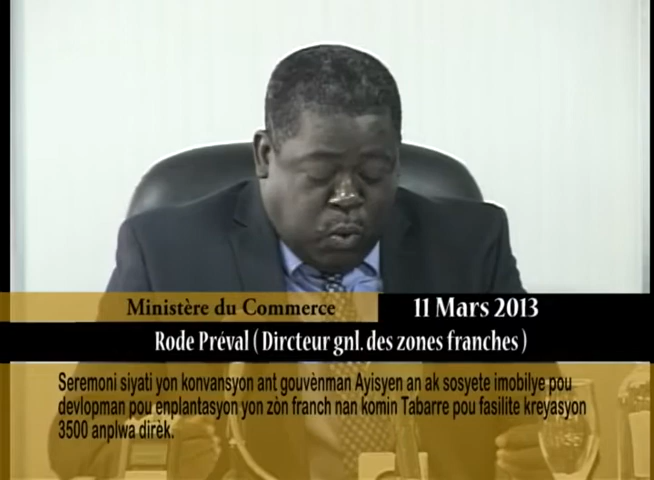 Ministère du Commerce 11 Mars 2013
Rode Préval ( Dircteur gnl. des zones franches )
Seremoni siyati yon konvansyon ant gouvènman Ayisyen an ak sosyete imobilye pou
devlopman pou enplantasyon yon zòn franch nan komin Tabarre pou fasilite kreyasyon
3500 anplwa dirèk.